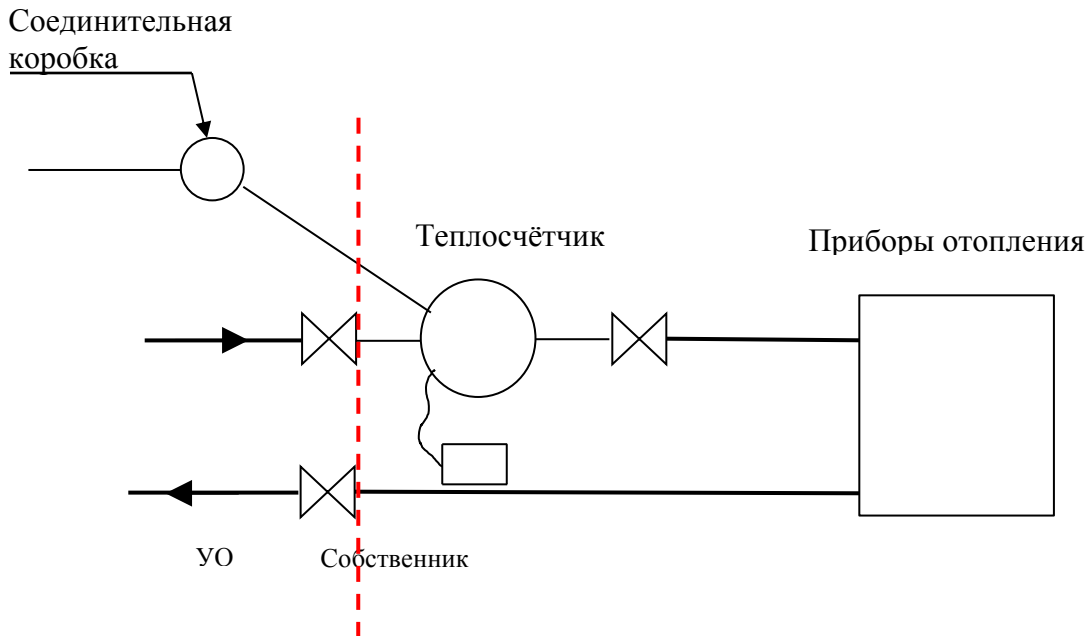 Соединительная
коробка
Теплосчётчик
Приборы отопления
УО
Собственник